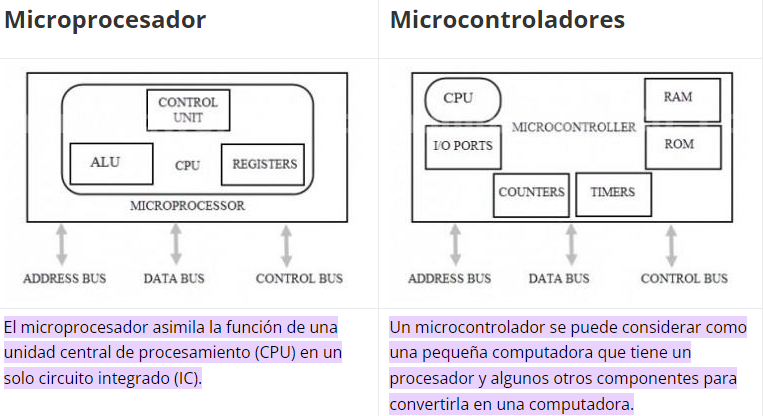 Microprocesador
CONTROL
UNIT
ALU
CPU
REGISTERS
MICROPROCESSOR
ADDRESS BUS
DATA BUS
CONTROL BUS
El microprocesador asimila la función de una
unidad central de procesamiento (CPU) en un
solo circuito integrado (IC).
Microcontroladores
CPU
RAM
MICROCONTROLLER
I/O PORTS
ROM
COUNTERS
TIMERS
ADDRESS BUS
DATA BUS
CONTROL BUS
Un microcontrolador se puede considerar como
una pequeña computadora que tiene un
procesador y algunos otros componentes para
convertirla en una computadora.